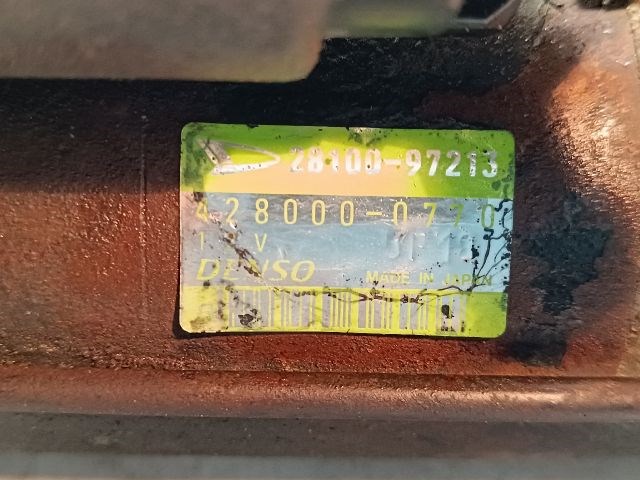 28100-97213
428000-0770
12V
DENSO MADE IN JAPAN